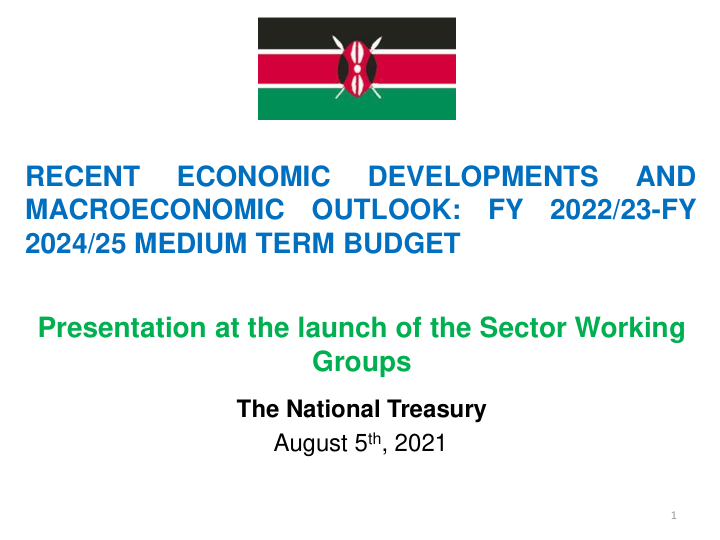 RECENT ECONOMIC DEVELOPMENTS AND
MACROECONOMIC OUTLOOK: FY 2022/23-FY
2024/25 MEDIUM TERM BUDGET
Presentation at the launch of the Sector Working
Groups
The National Treasury
August 5th, 2021
1